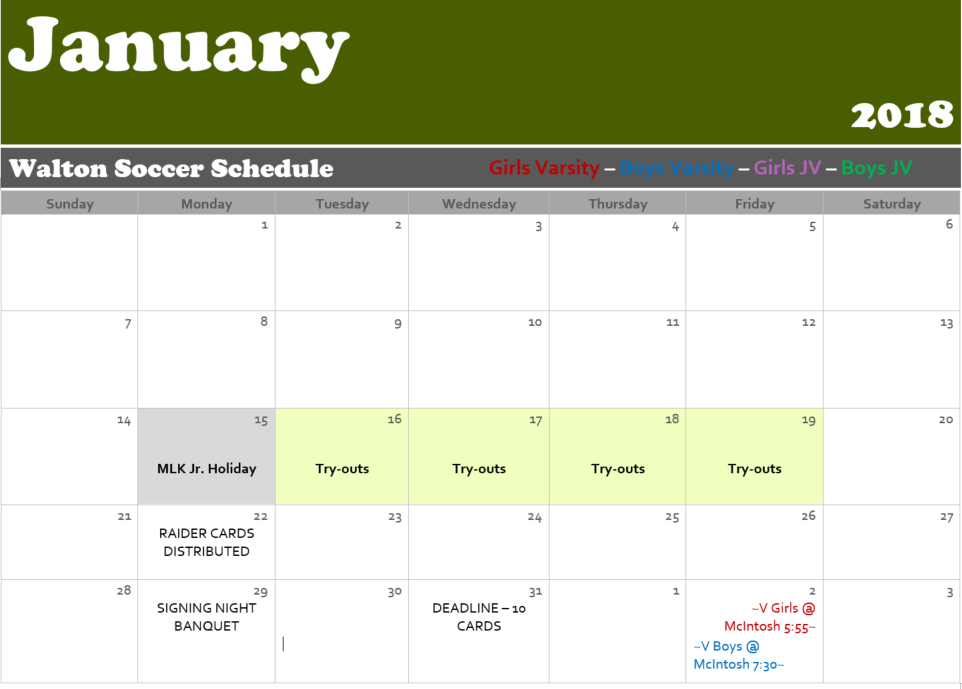 January
2018
Walton Soccer Schedule
Girls Varsity – Boys Varsity – Girls JV – Boys JV
Sunday Monday Tuesday Wednesday Thursday Friday Saturday
1 2 3 4 5 6
7 8 9 10 11 12 13
14 15 16 17 18 19 20
MLK Jr. Holiday Try-outs Try-outs Try-outs Try-outs
21 22 23 24 25 26 27
RAIDER CARDS
DISTRIBUTED
28 29 30 31 1 2 3
SIGNING NIGHT
BANQUET
DEADLINE – 10
CARDS
~V Girls @
McIntosh 5:55~
~V Boys @
McIntosh 7:30~